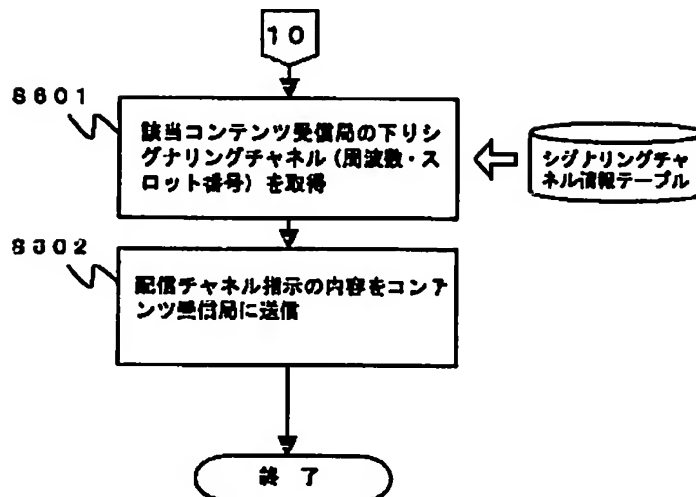 10
8601
該当コンテンツ受信局の下りシ
グナリングチャネル（周波数・ス
ロット番号）を取得
シグナリングチャ
ネル情報テーブル
8602
配信チャネル指示の内容をコンテ
ンツ受信局に送信
終 了